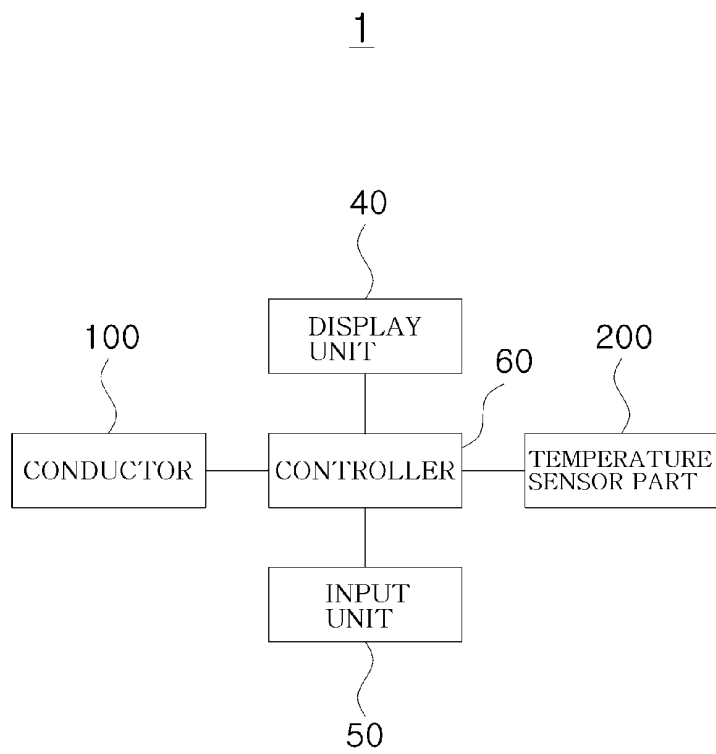 1
40
DISPLAY
UNIT
100
60
200
CONDUCTOR
CONTROLLER
TEMPERATURE
SENSOR PART
INPUT
UNIT
50